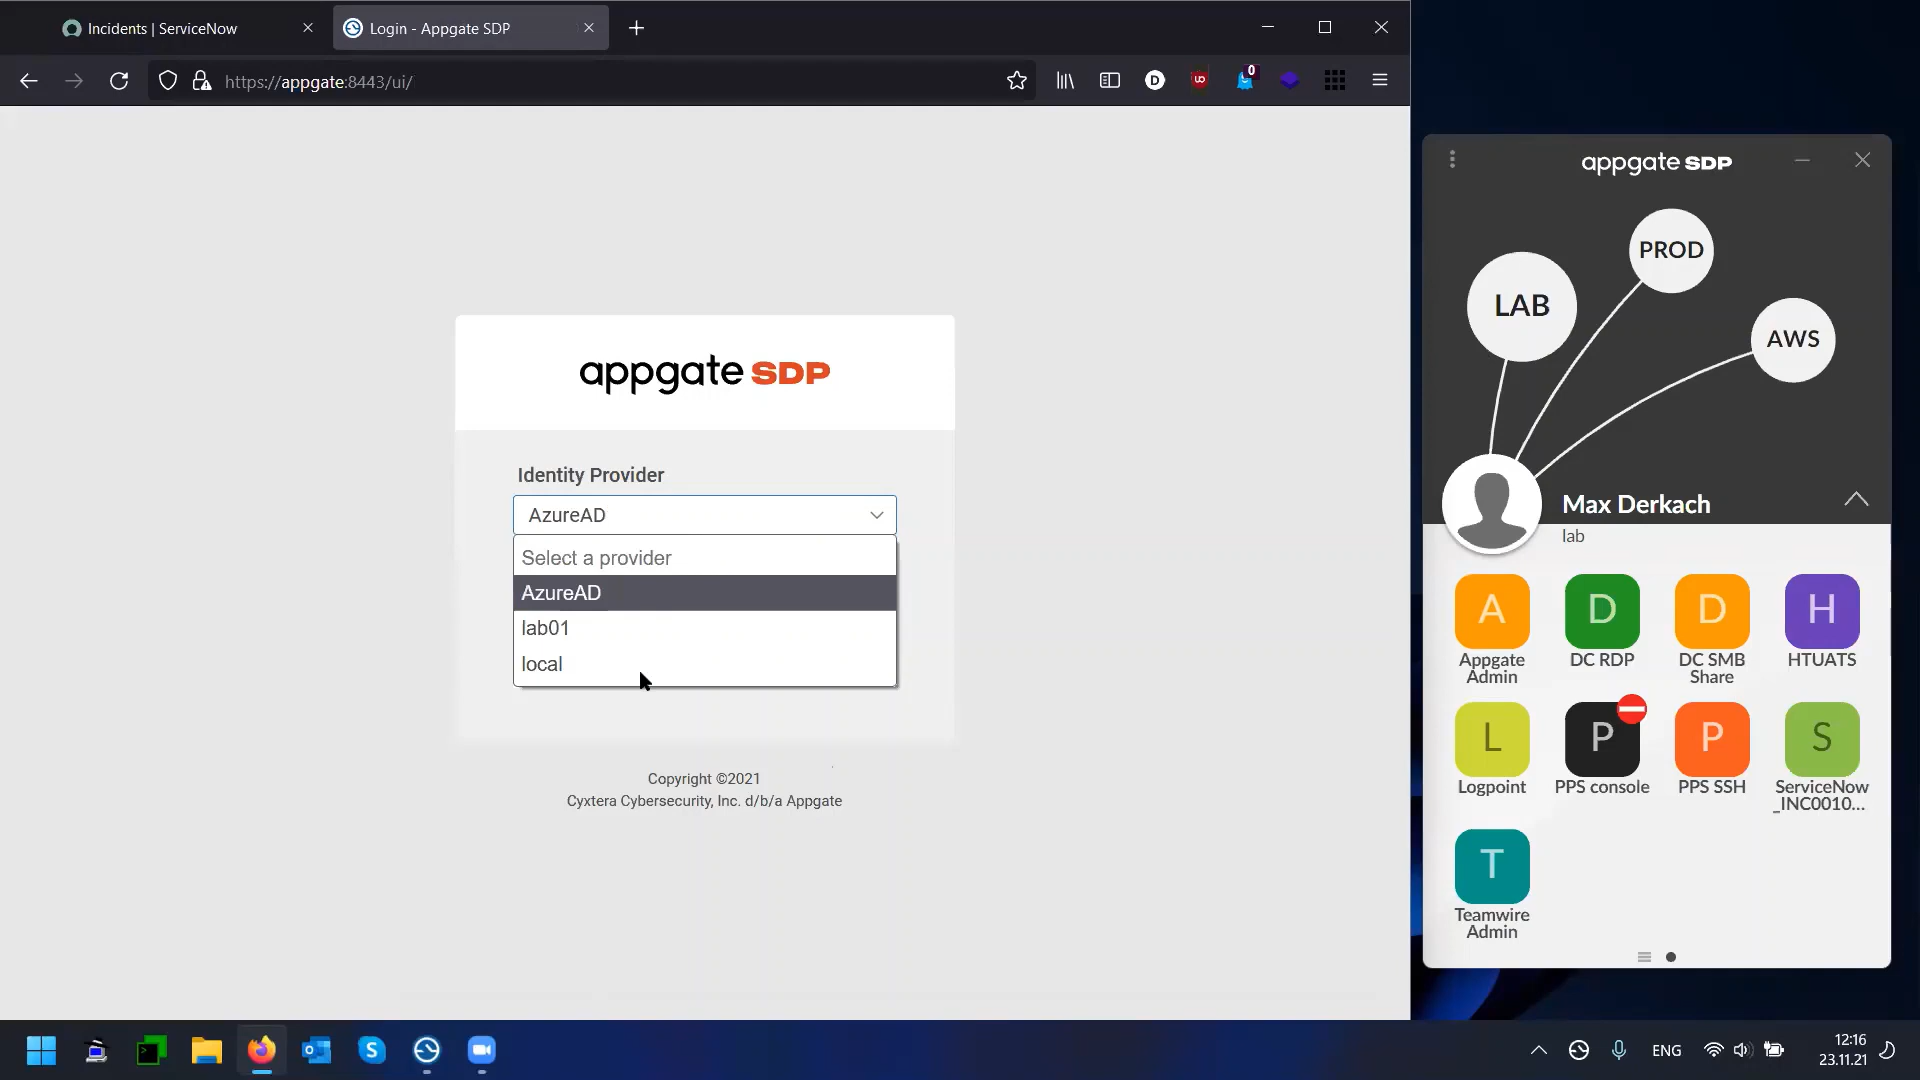 Incidents | ServiceNow
Login - Appgate SDP
https://appgate:8443/ui/
D
0
appgate SDP
Identity Provider
AzureAD
Select a provider
AzureAD
lab01
local
Copyright ©2021
Cyxtera Cybersecurity, Inc. d/b/a Appgate
appgate SDP
PROD
LAB
AWS
Max Derkach
lab
A
D
D
H
Appgate
Admin
DC RDP
DC SMB
Share
HTUATS
L
P
P
S
Logpoint
PPS console
PPS SSH
ServiceNow
_INC0010...
T
Teamwire
Admin
S
ENG
12:16
23.11.21